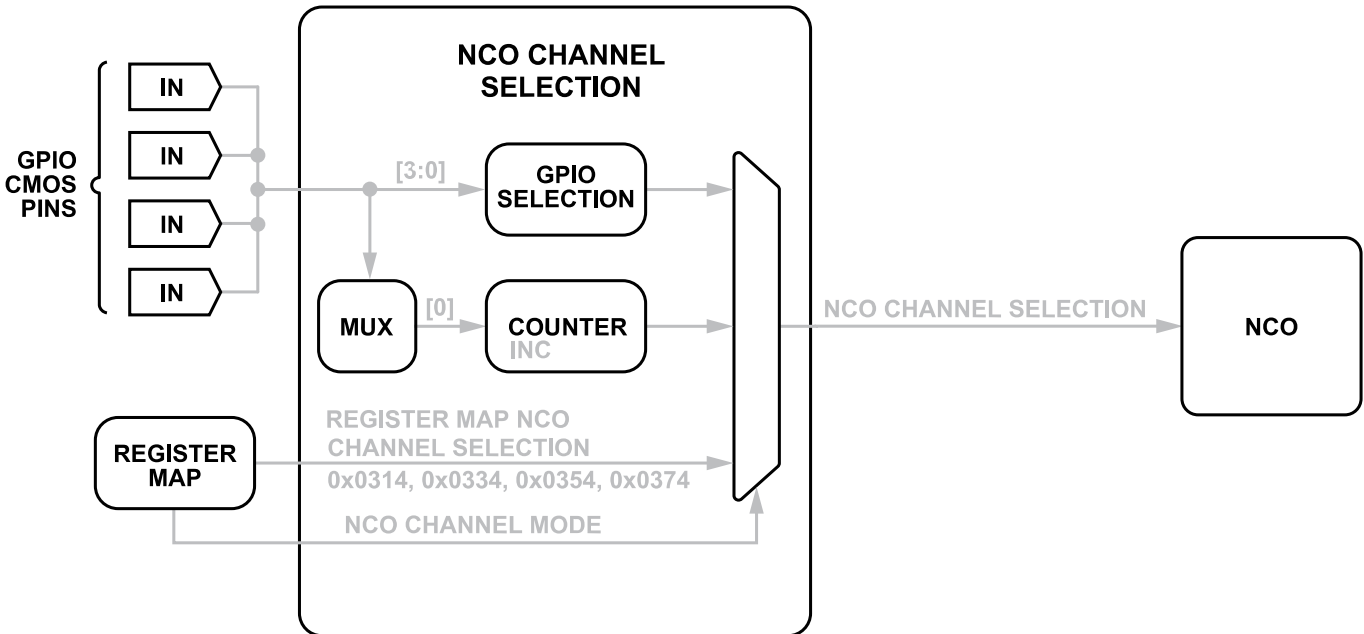 NCO CHANNEL
SELECTION
GPIO
CMOS
PINS
IN
IN
IN
IN
[3:0]
GPIO
SELECTION
MUX
[0]
COUNTER
INC
NCO CHANNEL SELECTION
NCO
REGISTER
MAP
REGISTER MAP NCO
CHANNEL SELECTION
0x0314, 0x0334, 0x0354, 0x0374
NCO CHANNEL MODE